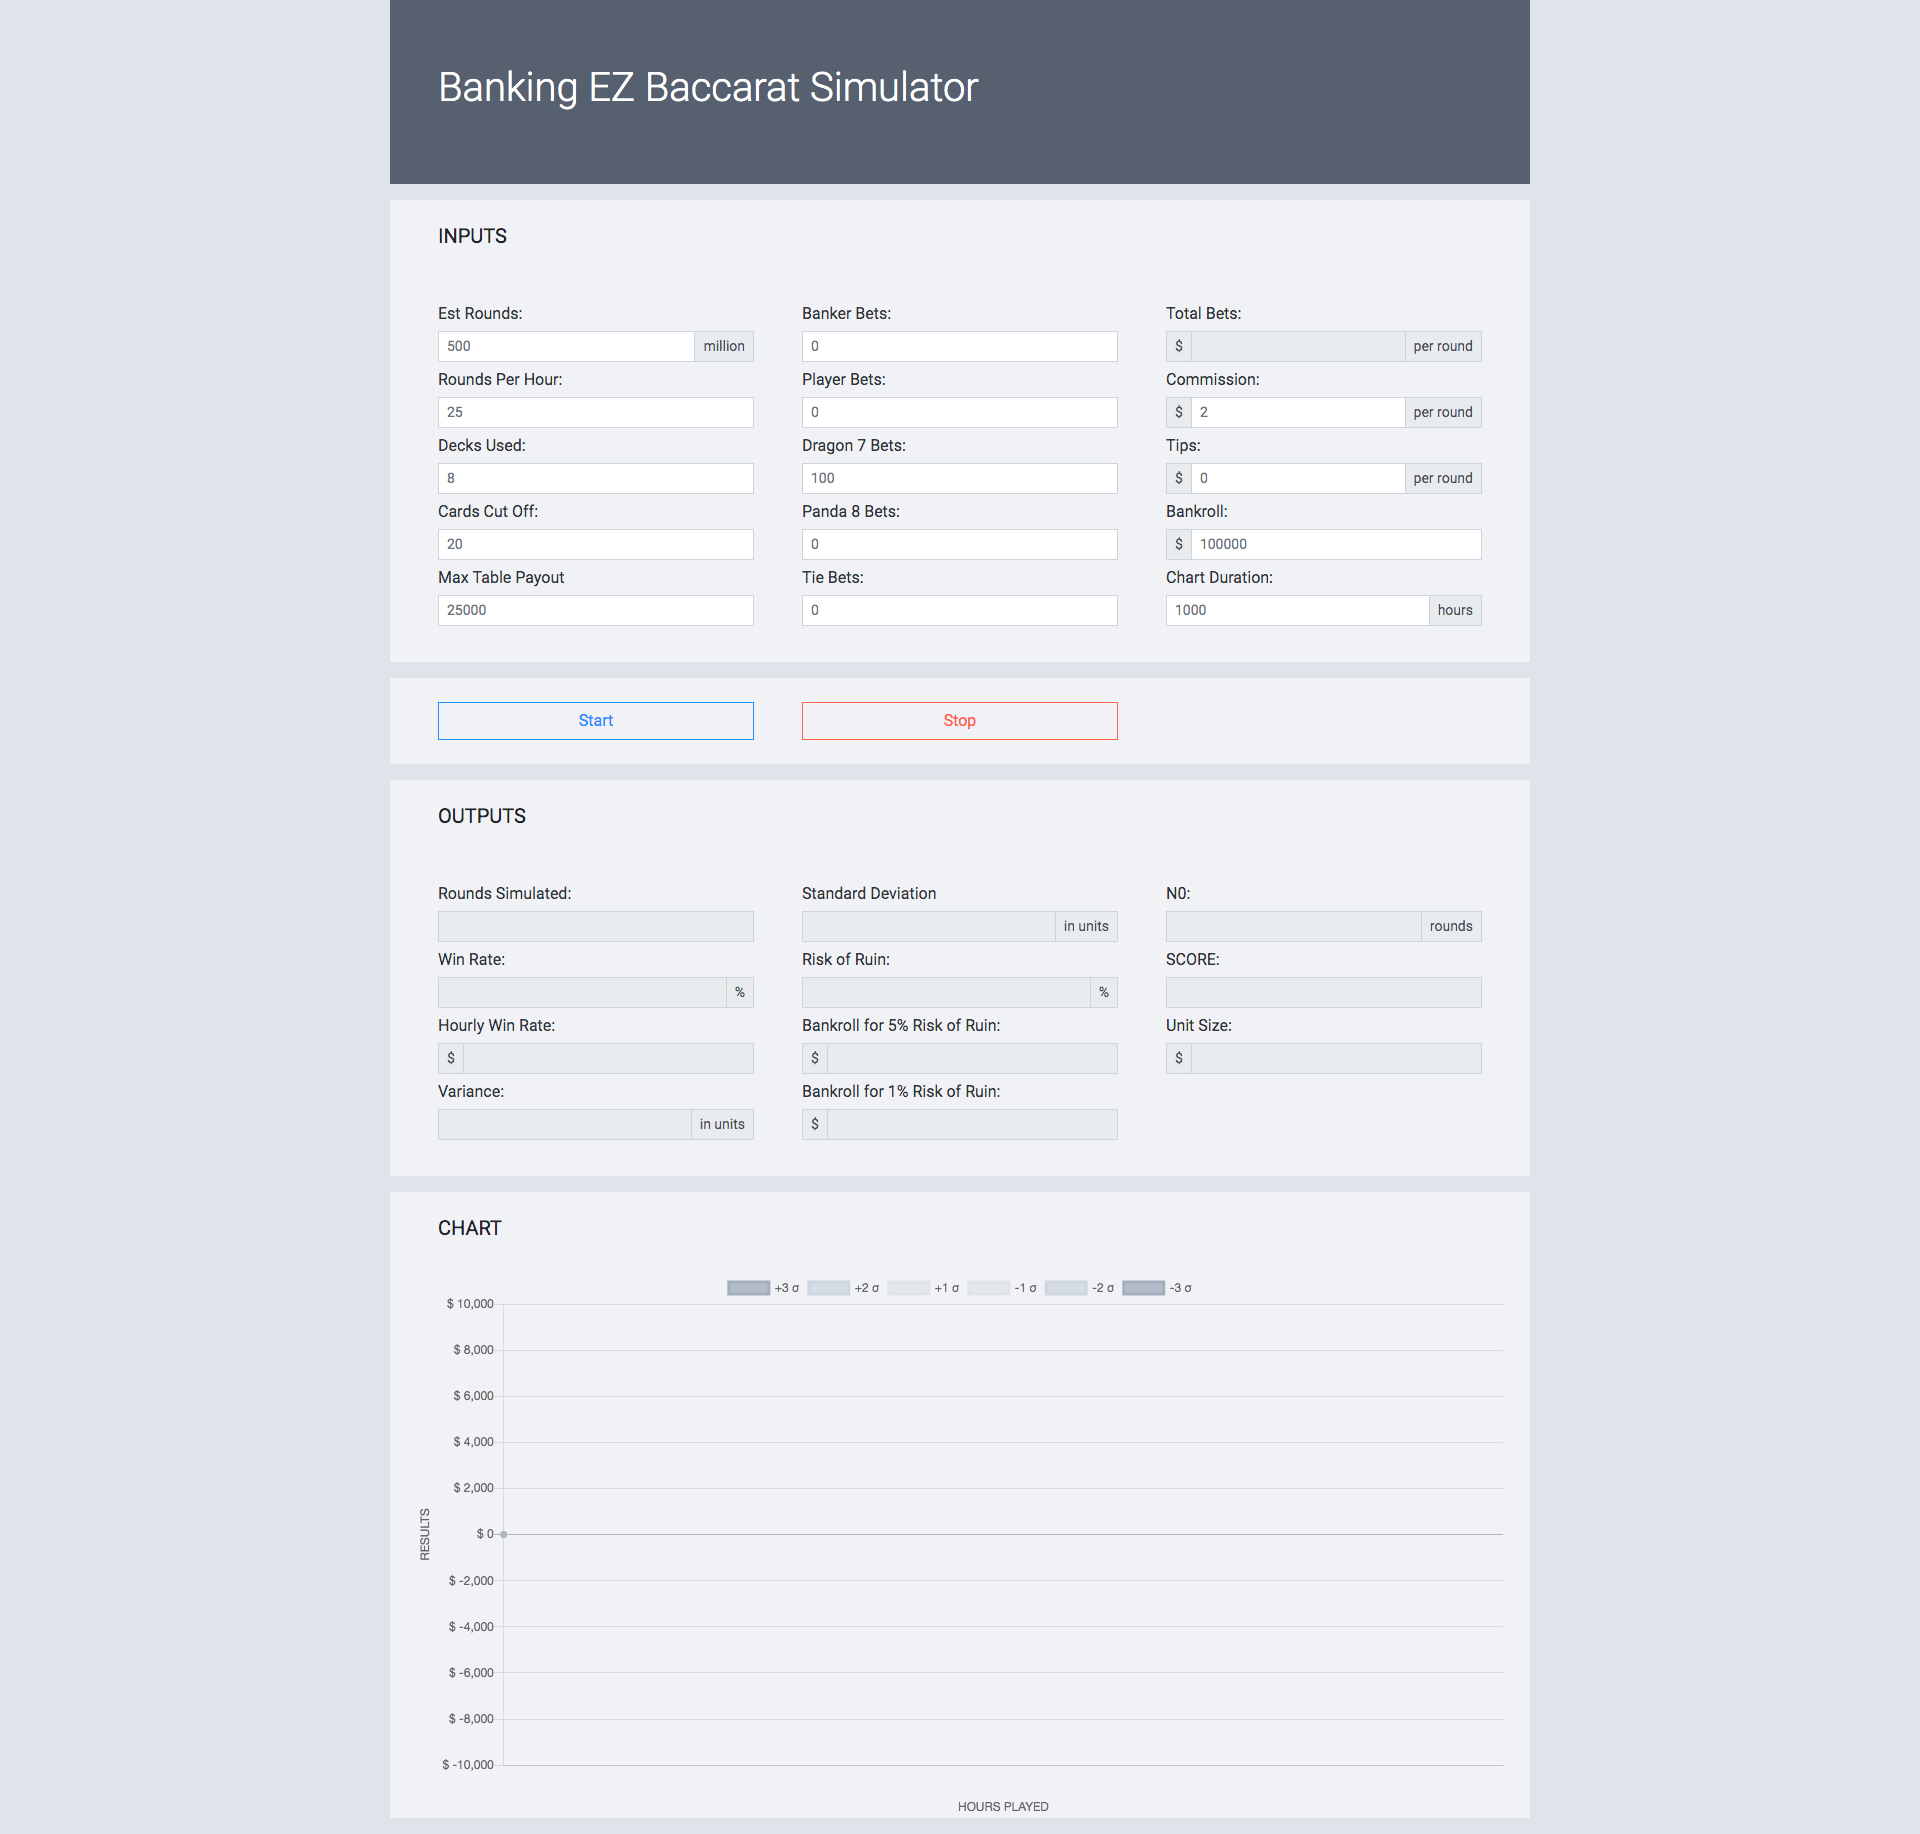 Banking EZ Baccarat Simulator
INPUTS
Est Rounds:
500 million
Rounds Per Hour:
25
Decks Used:
8
Cards Cut Off:
20
Max Table Payout
25000
Banker Bets:
0
Player Bets:
0
Dragon 7 Bets:
100
Panda 8 Bets:
0
Tie Bets:
0
Total Bets:
$ per round
Commission:
$ 2 per round
Tips:
$ 0 per round
Bankroll:
$ 100000
Chart Duration:
1000 hours
Start
Stop
OUTPUTS
Rounds Simulated:
Win Rate:
%
Hourly Win Rate:
$
Variance:
in units
Standard Deviation
in units
Risk of Ruin:
%
Bankroll for 5% Risk of Ruin:
$
Bankroll for 1% Risk of Ruin:
$
N0:
rounds
SCORE:
Unit Size:
$
CHART
+3 σ +2 σ +1 σ -1 σ -2 σ -3 σ
$ 10,000
$ 8,000
$ 6,000
$ 4,000
$ 2,000
$ 0
$ -2,000
$ -4,000
$ -6,000
$ -8,000
$ -10,000
RESULTS
HOURS PLAYED